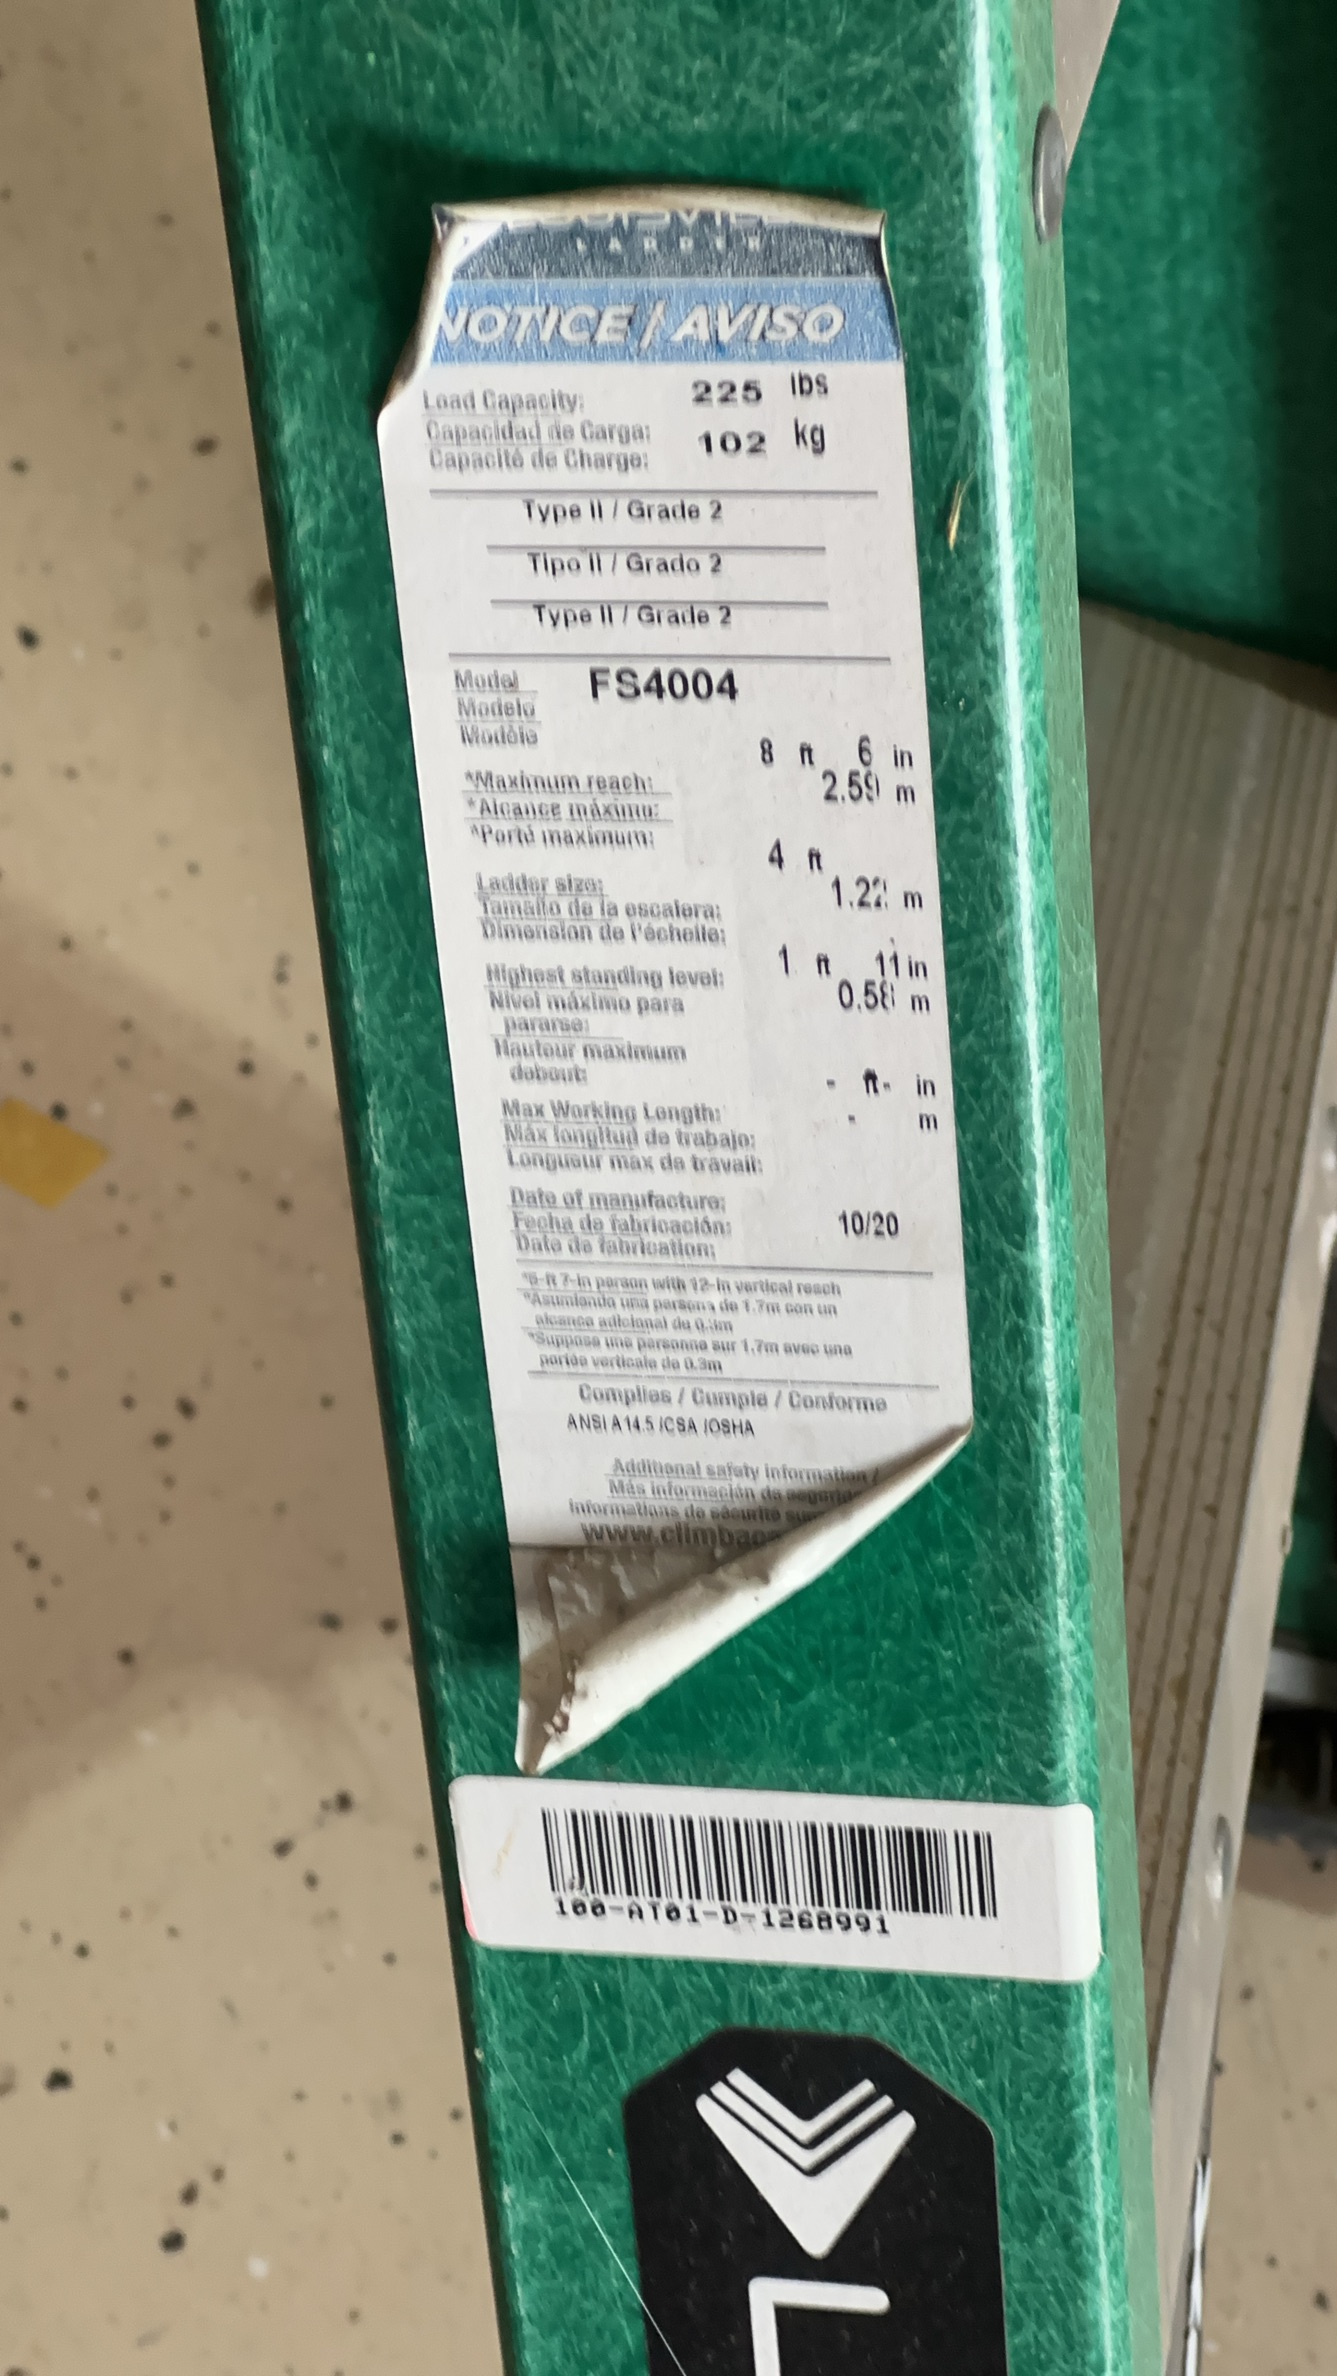 LADDER
NOTICE / AVISO
Load Capacity: 225 lbs
Capacidad de Carga: 102 kg
Capacité de Charge:
Type II / Grade 2
Tipo II / Grado 2
Type II / Grade 2
Model FS4004
Modelo
Modèle
8 ft 6 in
*Maximum reach: 2.59 m
*Alcance máximo:
*Porté maximum:
4 ft
Ladder size: 1.22 m
Tamaño de la escalera:
Dimension de l'échelle:
1 ft 11 in
Highest standing level: 0.58 m
Nivel máximo para
pararse:
Hauteur maximum
debout:
- ft - in
Max Working Length: - m
Máx longitud de trabajo:
Longueur max de travail:
Date of manufacture:
Fecha de fabricación: 10/20
Date de fabrication:
*5-ft 7-in person with 12-in vertical reach
*Asumiendo una persona de 1.7m con un
alcance adicional de 0.3m
*Suppose une personne sur 1.7m avec une
portée verticale de 0.3m
Complies / Cumple / Conforme
ANSI A14.5 /CSA /OSHA
Additional safety information /
Más información de
Informations de sécurité
100-AT01-D-1268991
L